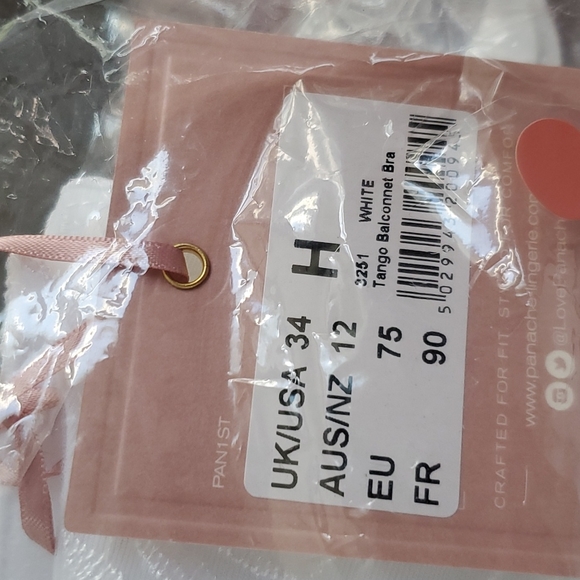 UK/USA 34
AUS/NZ 12
H
EU 75
FR 90
3251 WHITE
Tango Balconnet Bra
PAN1ST
CRAFTED FOR FIT
www.panachelingerie.com